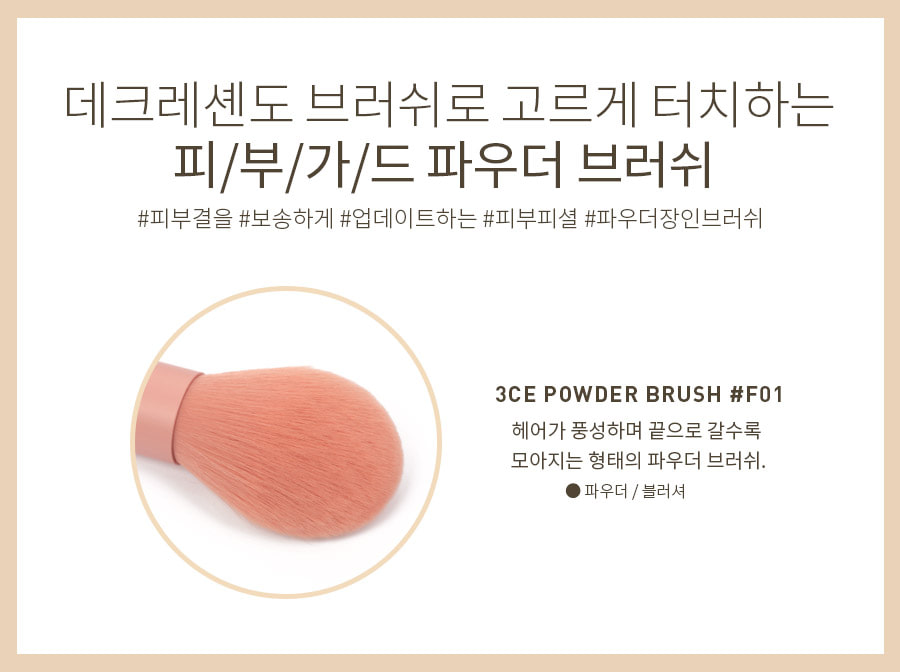 데크레셴도 브러쉬로 고르게 터치하는
피/부/가/드 파우더 브러쉬
#피부결을 #보송하게 #업데이트하는 #피부피셜 #파우더장인브러쉬
3CE POWDER BRUSH #F01
헤어가 풍성하며 끝으로 갈수록
모아지는 형태의 파우더 브러쉬.
● 파우더 / 블러셔